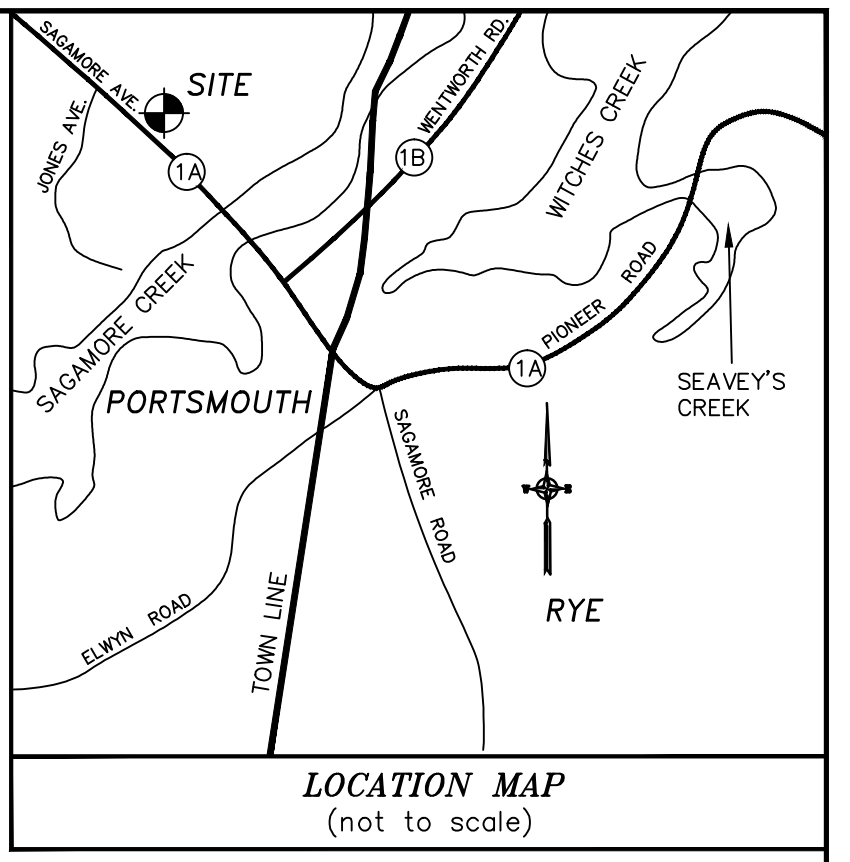 SAGAMORE AVE.
SITE
WENTWORTH RD.
JONES AVE.
1A
1B
WITCHES CREEK
SAGAMORE CREEK
PIONEER ROAD
1A
PORTSMOUTH
SEAVEY'S
CREEK
SAGAMORE ROAD
RYE
ELWYN ROAD
TOWN LINE
LOCATION MAP
(not to scale)